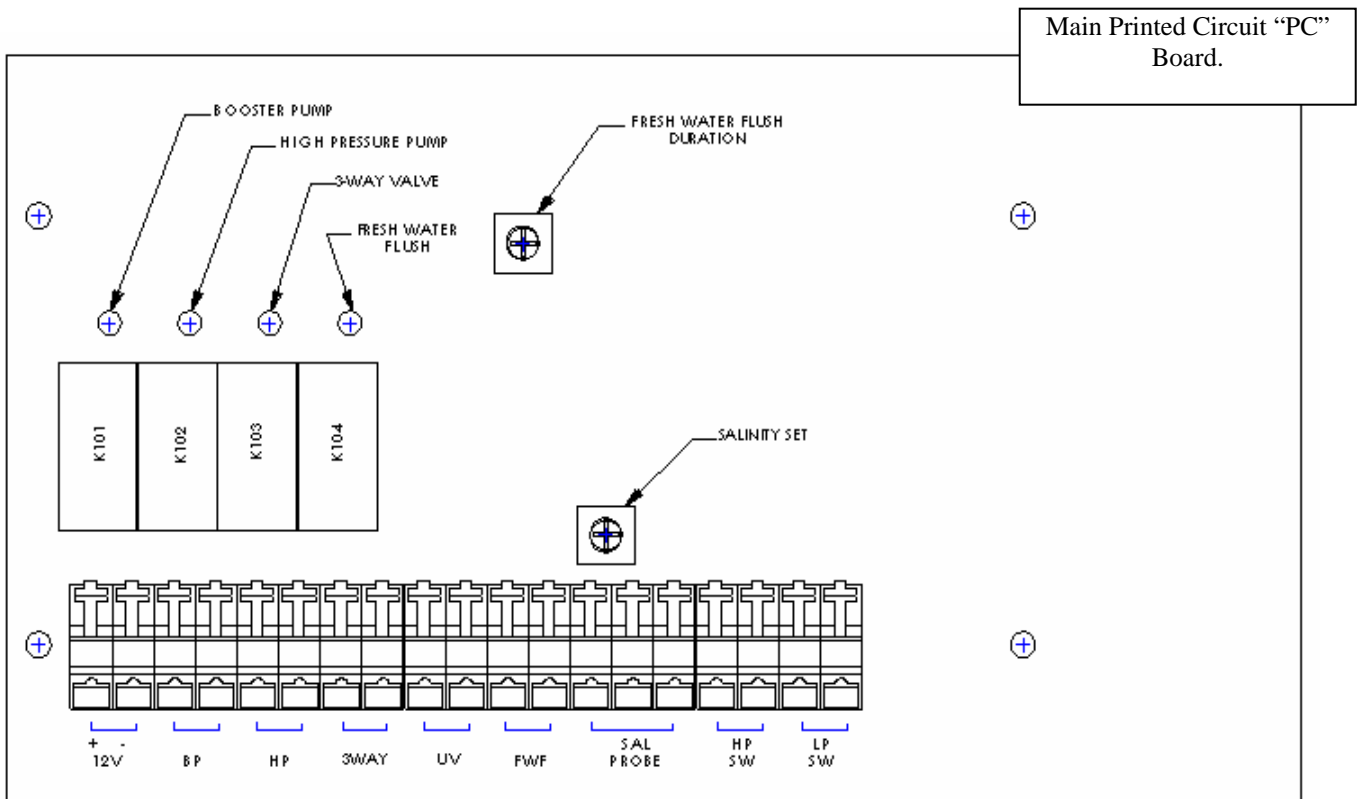 Main Printed Circuit “PC”
Board.
BOOSTER PUMP
HIGH PRESSURE PUMP
3-WAY VALVE
FRESH WATER
FLUSH
FRESH WATER FLUSH
DURATION
K101
K102
K103
K104
SALINITY SET
+ -
12V
BP
HP
3WAY
UV
FWF
SAL
PROBE
HP
SW
LP
SW